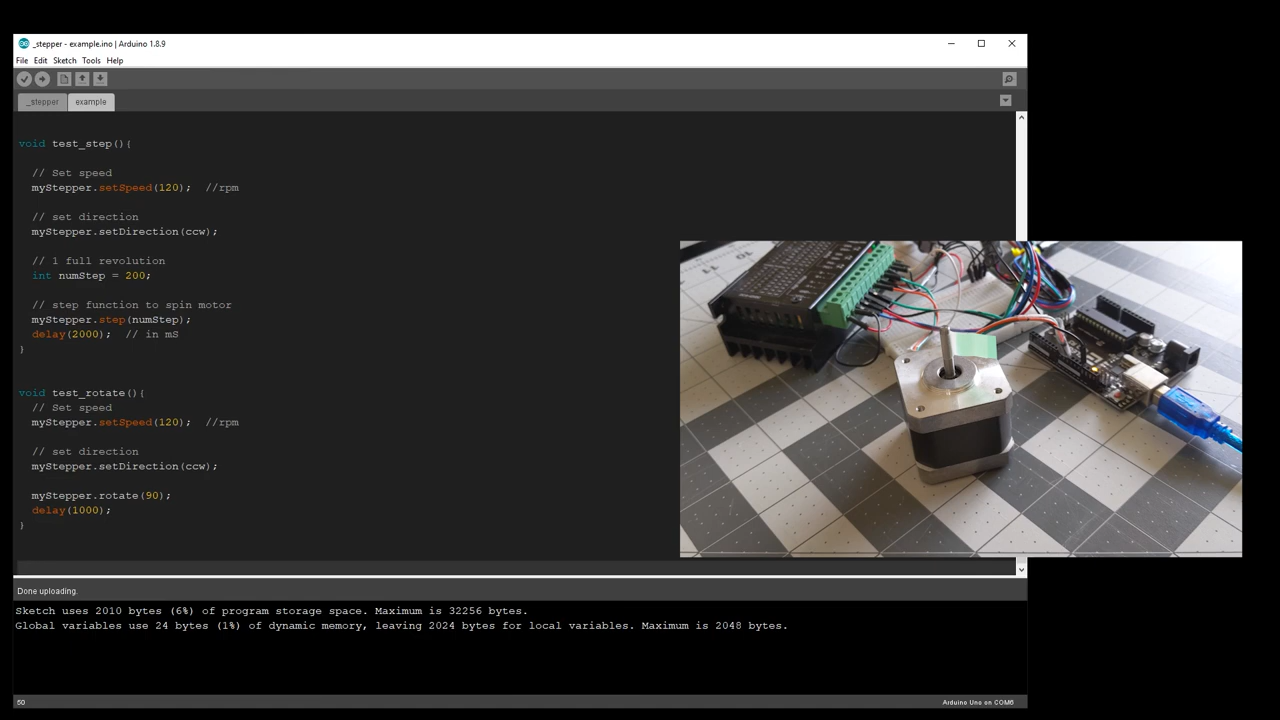 _stepper - example.ino | Arduino 1.8.9
File Edit Sketch Tools Help
_stepper example
void test_step(){
// Set speed
myStepper.setSpeed(120); //rpm
// set direction
myStepper.setDirection(ccw);
// 1 full revolution
int numStep = 200;
// step function to spin motor
myStepper.step(numStep);
delay(2000); // in mS
}
void test_rotate(){
// Set speed
myStepper.setSpeed(120); //rpm
// set direction
myStepper.setDirection(ccw);
myStepper.rotate(90);
delay(1000);
}
Done uploading.
Sketch uses 2010 bytes (6%) of program storage space. Maximum is 32256 bytes.
Global variables use 24 bytes (1%) of dynamic memory, leaving 2024 bytes for local variables. Maximum is 2048 bytes.
50 Arduino Uno on COM6